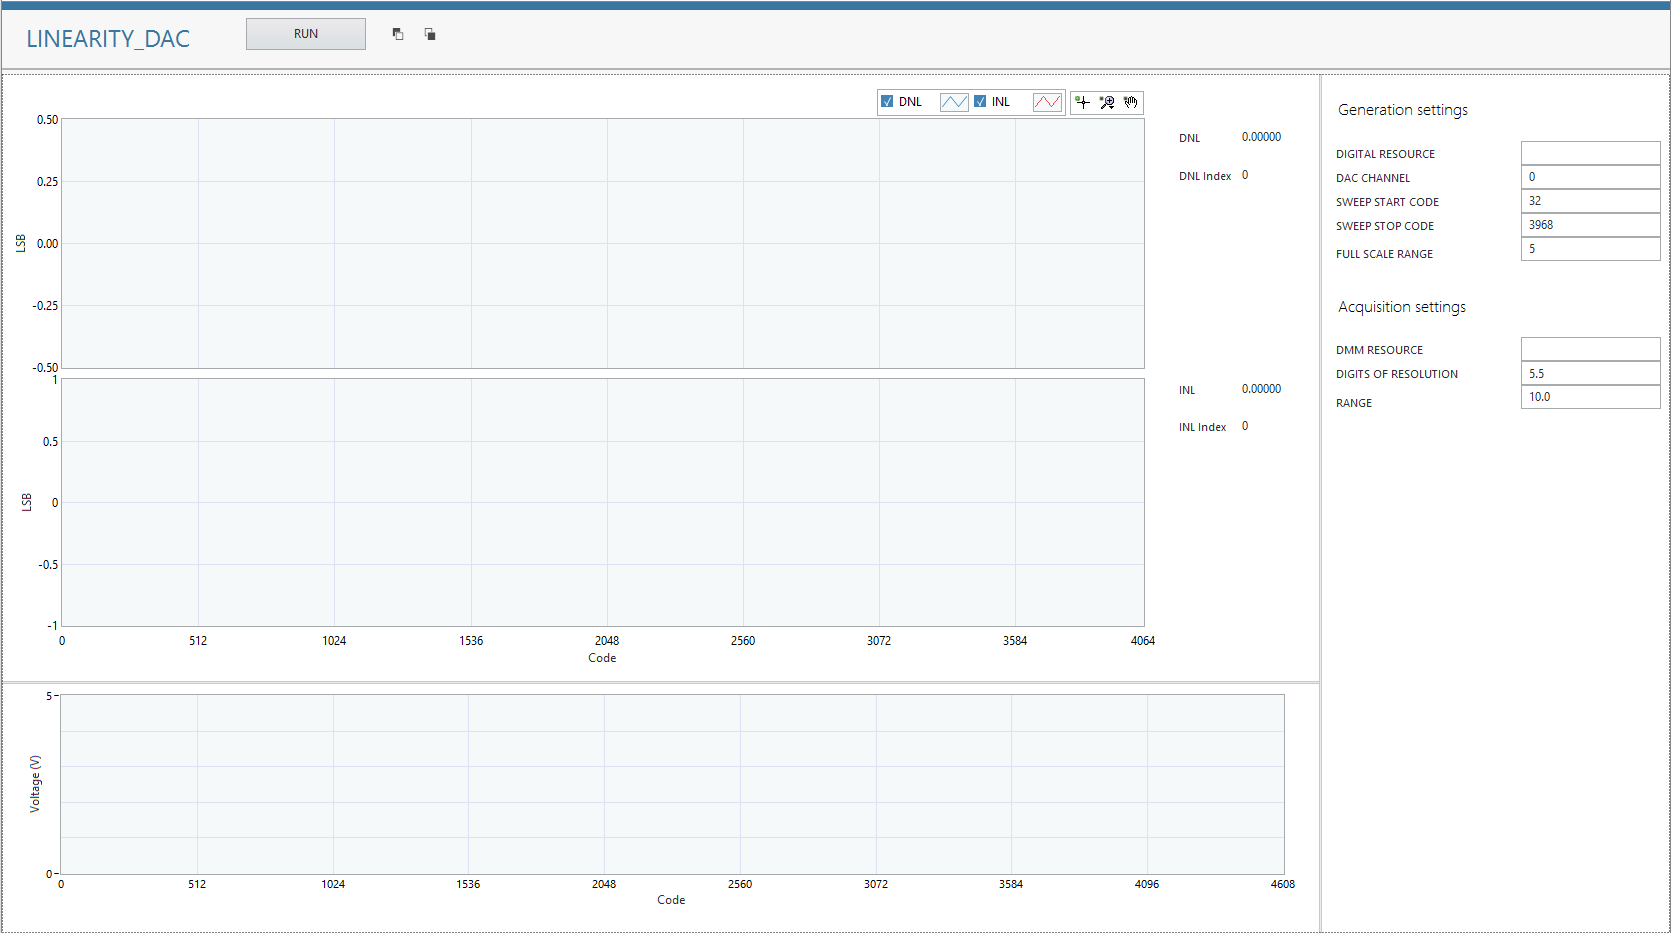 LINEARITY_DAC
RUN
DNL INL
0.50
0.25
0.00
-0.25
-0.50
LSB
DNL 0.00000
DNL Index 0
1
0.5
0
-0.5
-1
LSB
INL 0.00000
INL Index 0
0 512 1024 1536 2048 2560 3072 3584 4064
Code
5
0
Voltage (V)
0 512 1024 1536 2048 2560 3072 3584 4096 4608
Code
Generation settings
DIGITAL RESOURCE
DAC CHANNEL 0
SWEEP START CODE 32
SWEEP STOP CODE 3968
FULL SCALE RANGE 5
Acquisition settings
DMM RESOURCE
DIGITS OF RESOLUTION 5.5
RANGE 10.0